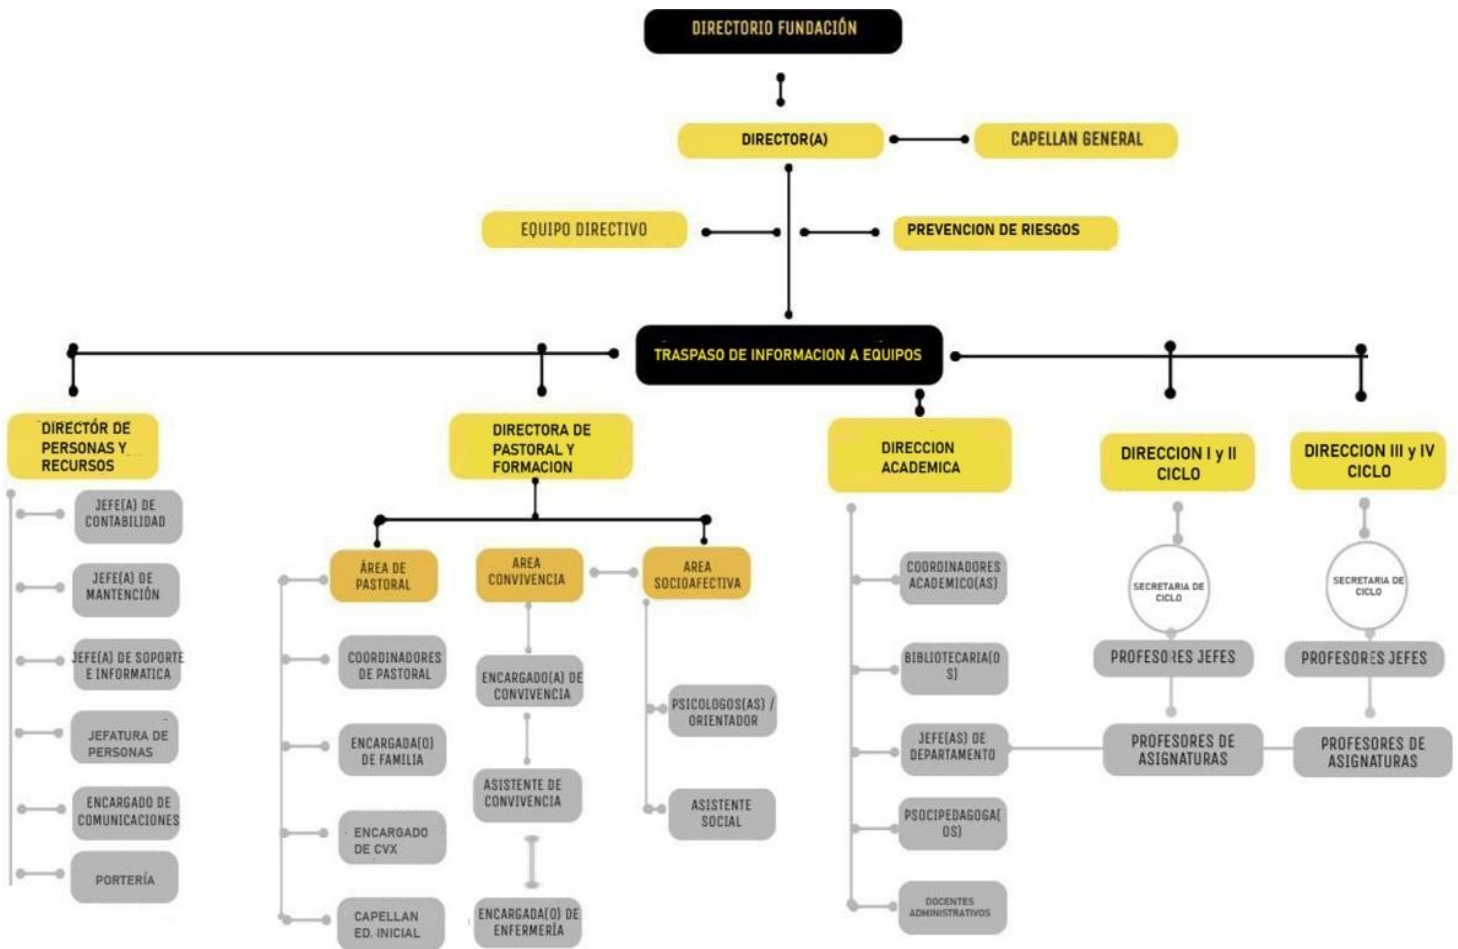 DIRECTORIO FUNDACIÓN
DIRECTOR(A)
CAPELLAN GENERAL
EQUIPO DIRECTIVO
PREVENCION DE RIESGOS
TRASPASO DE INFORMACION A EQUIPOS
DIRECTÓR DE
PERSONAS Y
RECURSOS
JEFE(A) DE
CONTABILIDAD
JEFE(A) DE
MANTENCIÓN
JEFE(A) DE SOPORTE
E INFORMATICA
JEFATURA DE
PERSONAS
ENCARGADO DE
COMUNICACIONES
PORTERÍA
DIRECTORA DE
PASTORAL Y
FORMACION
ÁREA DE
PASTORAL
COORDINADORES
DE PASTORAL
ENCARGADA(O)
DE FAMILIA
ENCARGADO
DE CVX
CAPELLAN
ED. INICIAL
AREA
CONVIVENCIA
ENCARGADO(A) DE
CONVIVENCIA
ASISTENTE DE
CONVIVENCIA
ENCARGADA(O) DE
ENFERMERÍA
AREA
SOCIOAFECTIVA
PSICOLOGOS(AS) /
ORIENTADOR
ASISTENTE
SOCIAL
DIRECCION
ACADEMICA
COORDINADORES
ACADEMICO(AS)
BIBLIOTECARIA(O
S)
JEFE(AS) DE
DEPARTAMENTO
PSOCIPEDAGOGA(
OS)
DOCENTES
ADMINISTRATIVOS
DIRECCION I y II
CICLO
SECRETARIA DE
CICLO
PROFESORES JEFES
PROFESORES DE
ASIGNATURAS
DIRECCION III y IV
CICLO
SECRETARIA DE
CICLO
PROFESORES JEFES
PROFESORES DE
ASIGNATURAS